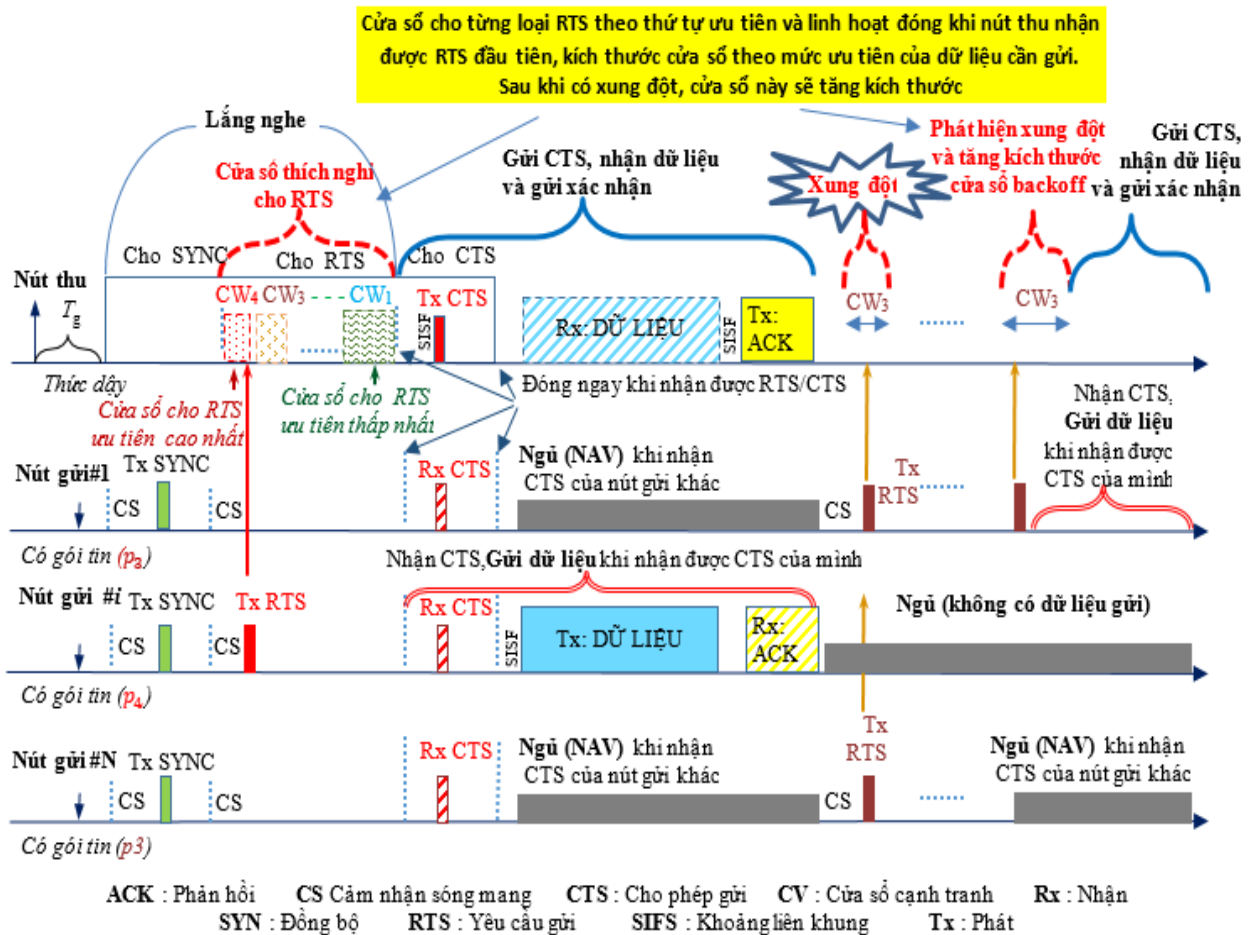 Cửa sổ cho từng loại RTS theo thứ tự ưu tiên và linh hoạt đóng khi nút thu nhận
được RTS đầu tiên, kích thước cửa sổ theo mức ưu tiên của dữ liệu cần gửi.
Sau khi có xung đột, cửa sổ này sẽ tăng kích thước
Lắng nghe
Cửa sổ thích nghi
cho RTS
Gửi CTS, nhận dữ liệu
và gửi xác nhận
Xung đột
Phát hiện xung đột
và tăng kích thước
cửa sổ backoff
Gửi CTS,
nhận dữ liệu
và gửi xác nhận
Cho SYNC
Cho RTS
Cho CTS
Nút thu
Tg
CW4
CW3
CW1
SISF
Tx CTS
Rx: DỮ LIỆU
SISF
Tx:
ACK
CW3
CW3
Thức dậy
Cửa sổ cho RTS
ưu tiên cao nhất
Cửa sổ cho RTS
ưu tiên thấp nhất
Đóng ngay khi nhận được RTS/CTS
Nhận CTS,
Gửi dữ liệu
khi nhận được
CTS của mình
Nút gửi#1
Tx SYNC
CS
CS
Rx CTS
Ngủ (NAV) khi nhận
CTS của nút gửi khác
CS
Tx
RTS
Có gói tin (p3)
Nhận CTS,Gửi dữ liệu khi nhận được CTS của mình
Nút gửi #i
Tx SYNC
Tx RTS
CS
CS
Rx CTS
SISF
Tx: DỮ LIỆU
Rx:
ACK
Ngủ (không có dữ liệu gửi)
Có gói tin (p4)
Nút gửi #N
Tx SYNC
CS
CS
Rx CTS
Ngủ (NAV) khi nhận
CTS của nút gửi khác
CS
Tx
RTS
Ngủ (NAV) khi nhận
CTS của nút gửi khác
Có gói tin (p3)
ACK : Phản hồi CS Cảm nhận sóng mang CTS : Cho phép gửi CV : Cửa sổ cạnh tranh Rx : Nhận
SYN : Đồng bộ RTS : Yêu cầu gửi SIFS : Khoảng liên khung Tx : Phát